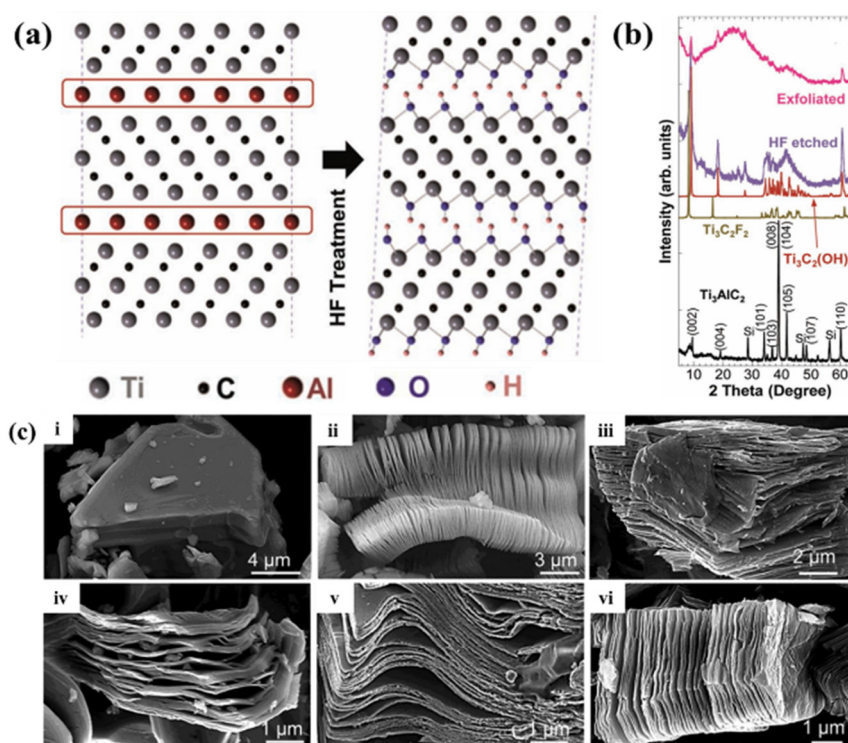 (a)
HF Treatment
Ti C Al O H
(b)
Intensity (arb. units)
Exfoliated
HF etched
Ti₃C₂F₂
Ti₃C₂(OH)
Ti₃AlC₂
(002)
(004)
Si
(101)
(103)
(008)
(104)
(105)
S
(107)
Si
(110)
10 20 30 40 50 60
2 Theta (Degree)
(c)
i
4 μm
ii
3 μm
iii
2 μm
iv
1 μm
v
1 μm
vi
1 μm